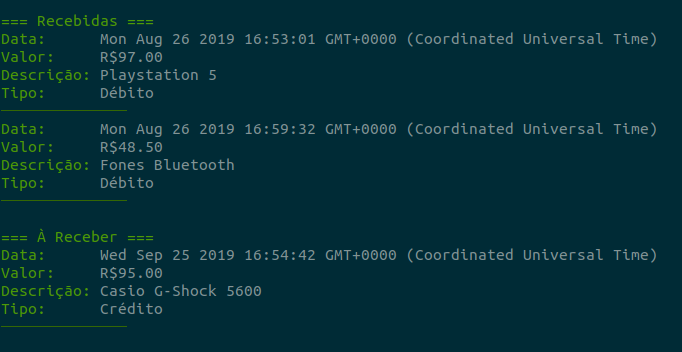 === Recebidas ===
Data: Mon Aug 26 2019 16:53:01 GMT+0000 (Coordinated Universal Time)
Valor: R$97.00
Descrição: Playstation 5
Tipo: Débito
Data: Mon Aug 26 2019 16:59:32 GMT+0000 (Coordinated Universal Time)
Valor: R$48.50
Descrição: Fones Bluetooth
Tipo: Débito
=== À Receber ===
Data: Wed Sep 25 2019 16:54:42 GMT+0000 (Coordinated Universal Time)
Valor: R$95.00
Descrição: Casio G-Shock 5600
Tipo: Crédito